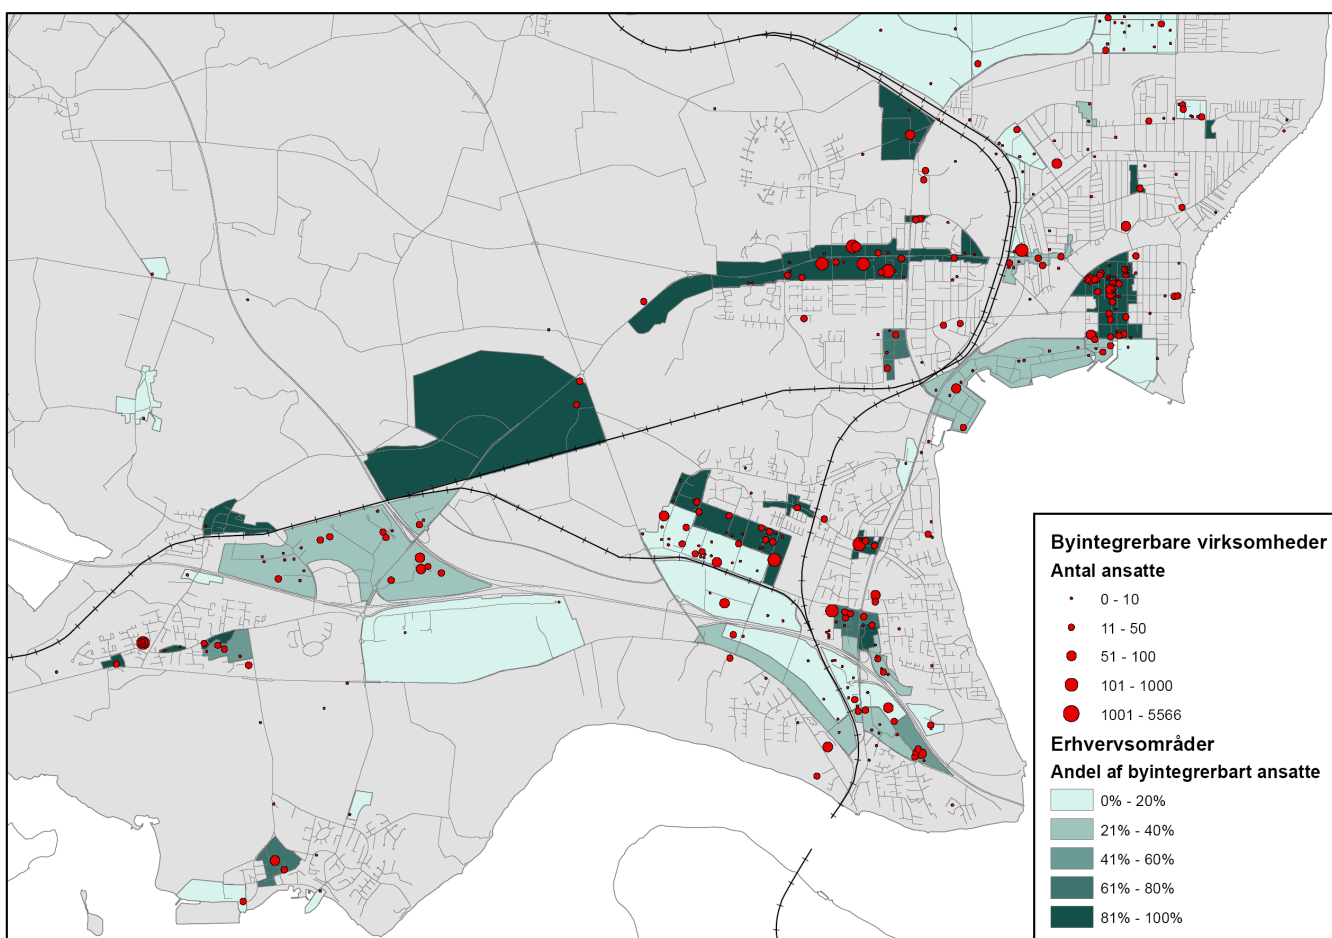 Byintegrerbare virksomheder
Antal ansatte
0 - 10
11 - 50
51 - 100
101 - 1000
1001 - 5566
Erhvervsområder
Andel af byintegrerbart ansatte
0% - 20%
21% - 40%
41% - 60%
61% - 80%
81% - 100%